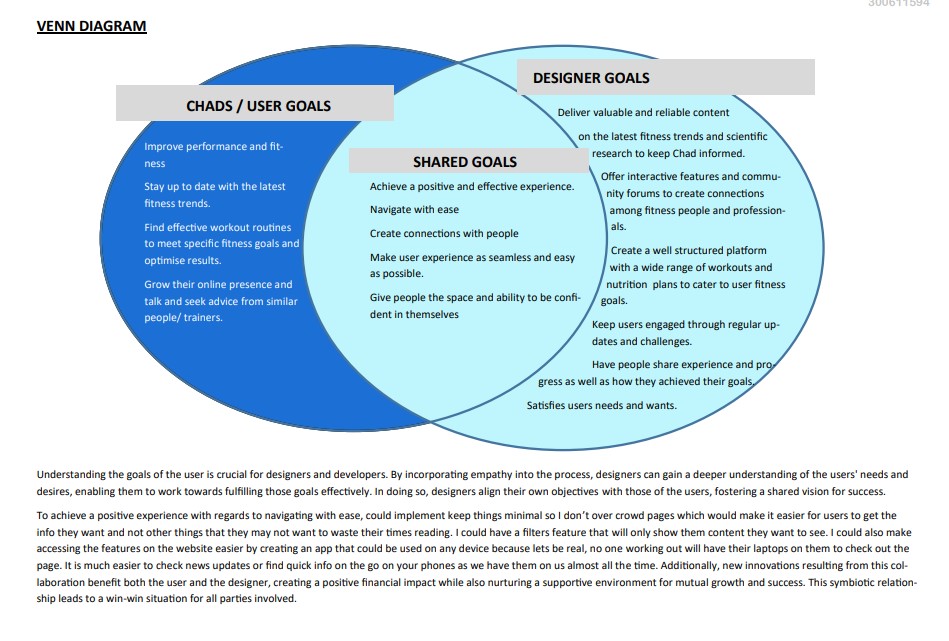 300611594
VENN DIAGRAM
CHADS / USER GOALS
Improve performance and fit-
ness
Stay up to date with the latest
fitness trends.
Find effective workout routines
to meet specific fitness goals and
optimise results.
Grow their online presence and
talk and seek advice from similar
people/ trainers.
SHARED GOALS
Achieve a positive and effective experience.
Navigate with ease
Create connections with people
Make user experience as seamless and easy
as possible.
Give people the space and ability to be confi-
dent in themselves
DESIGNER GOALS
Deliver valuable and reliable content
on the latest fitness trends and scientific
research to keep Chad informed.
Offer interactive features and commu-
nity forums to create connections
among fitness people and profession-
als.
Create a well structured platform
with a wide range of workouts and
nutrition plans to cater to user fitness
goals.
Keep users engaged through regular up-
dates and challenges.
Have people share experience and pro-
gress as well as how they achieved their goals.
Satisfies users needs and wants.
Understanding the goals of the user is crucial for designers and developers. By incorporating empathy into the process, designers can gain a deeper understanding of the users' needs and
desires, enabling them to work towards fulfilling those goals effectively. In doing so, designers align their own objectives with those of the users, fostering a shared vision for success.
To achieve a positive experience with regards to navigating with ease, could implement keep things minimal so I don't over crowd pages which would make it easier for users to get the
info they want and not other things that they may not want to waste their times reading. I could have a filters feature that will only show them content they want to see. I could also make
accessing the features on the website easier by creating an app that could be used on any device because lets be real, no one working out will have their laptops on them to check out the
page. It is much easier to check news updates or find quick info on the go on your phones as we have them on us almost all the time. Additionally, new innovations resulting from this col-
laboration benefit both the user and the designer, creating a positive financial impact while also nurturing a supportive environment for mutual growth and success. This symbiotic relation-
ship leads to a win-win situation for all parties involved.